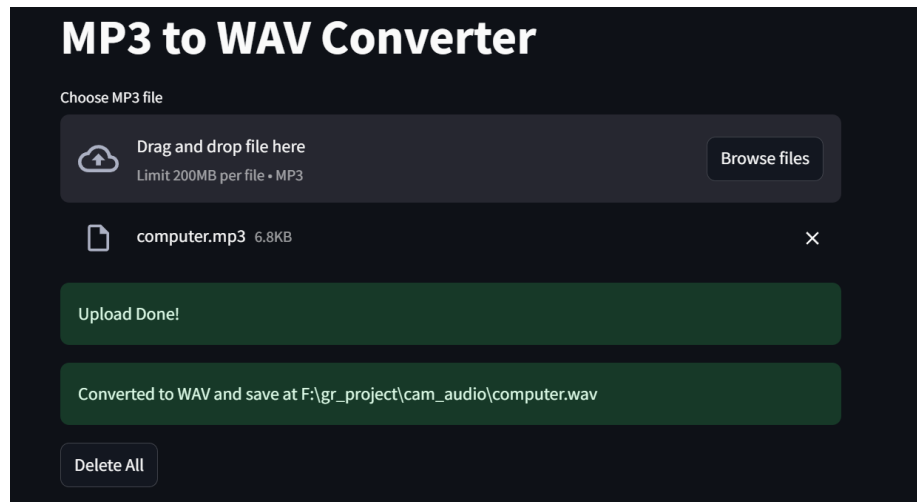 MP3 to WAV Converter
Choose MP3 file
Drag and drop file here
Limit 200MB per file • MP3
Browse files
computer.mp3 6.8KB
Upload Done!
Converted to WAV and save at F:\gr_project\cam_audio\computer.wav
Delete All